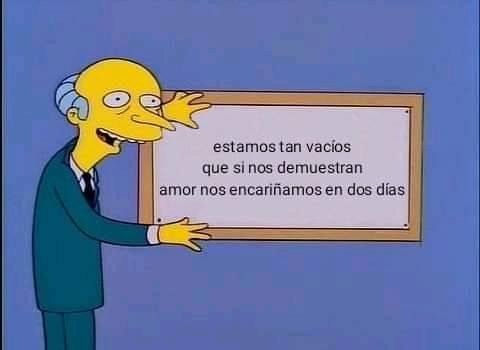 estamos tan vacíos
que si nos demuestran
amor nos encariñamos en dos días